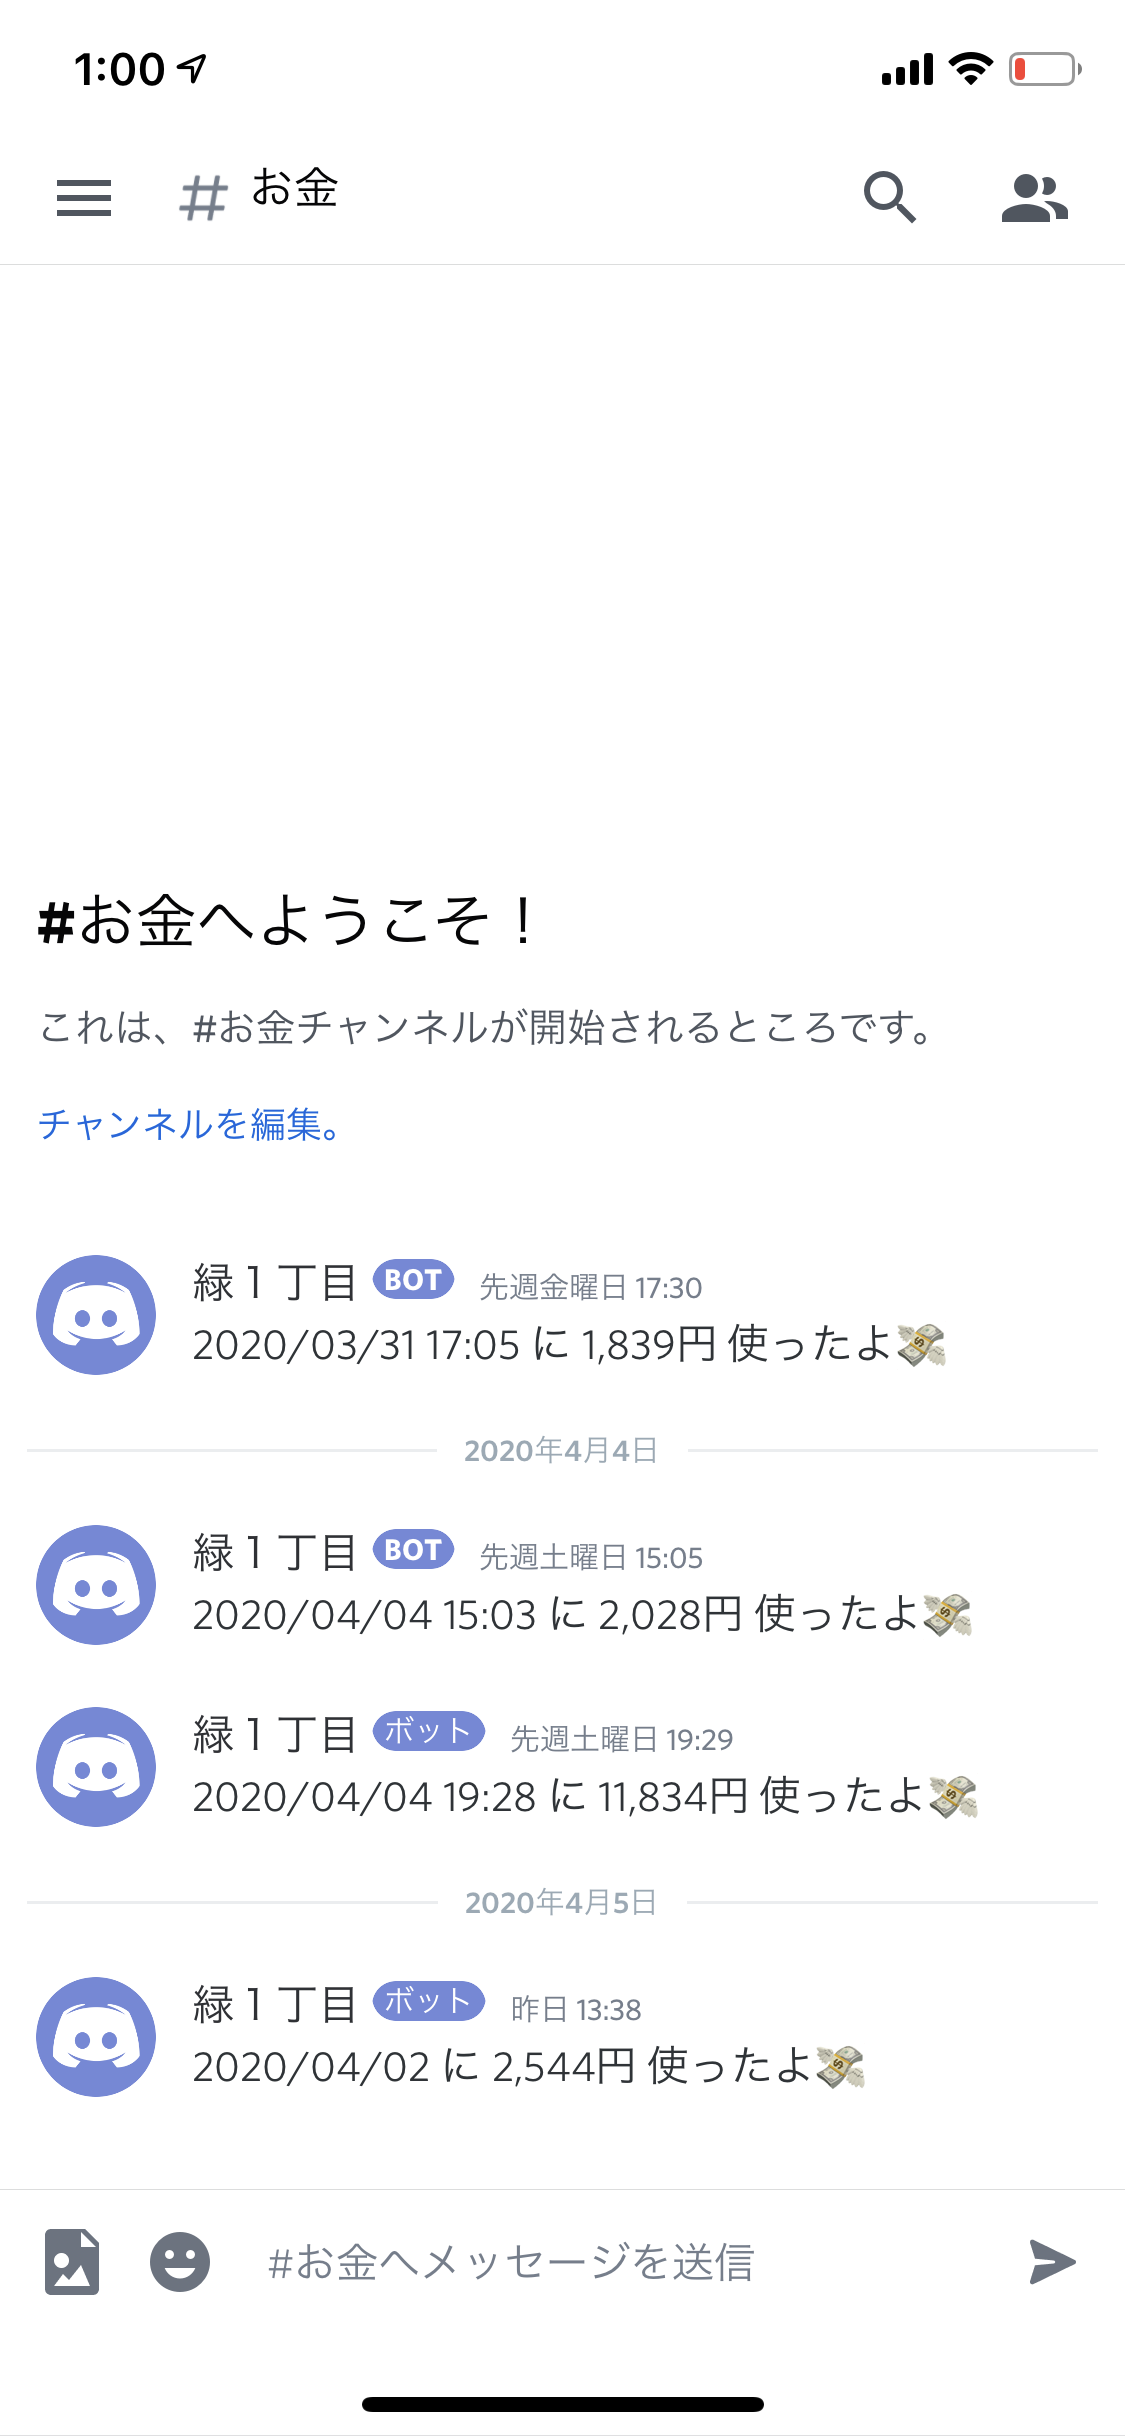 1:00
# お金
#お金へようこそ！
これは、#お金チャンネルが開始されるところです。
チャンネルを編集。
緑１丁目 BOT 先週金曜日 17:30
2020/03/31 17:05 に 1,839円 使ったよ💸
2020年4月4日
緑１丁目 BOT 先週土曜日 15:05
2020/04/04 15:03 に 2,028円 使ったよ💸
緑１丁目 ボット 先週土曜日 19:29
2020/04/04 19:28 に 11,834円 使ったよ💸
2020年4月5日
緑１丁目 ボット 昨日 13:38
2020/04/02 に 2,544円 使ったよ💸
#お金へメッセージを送信